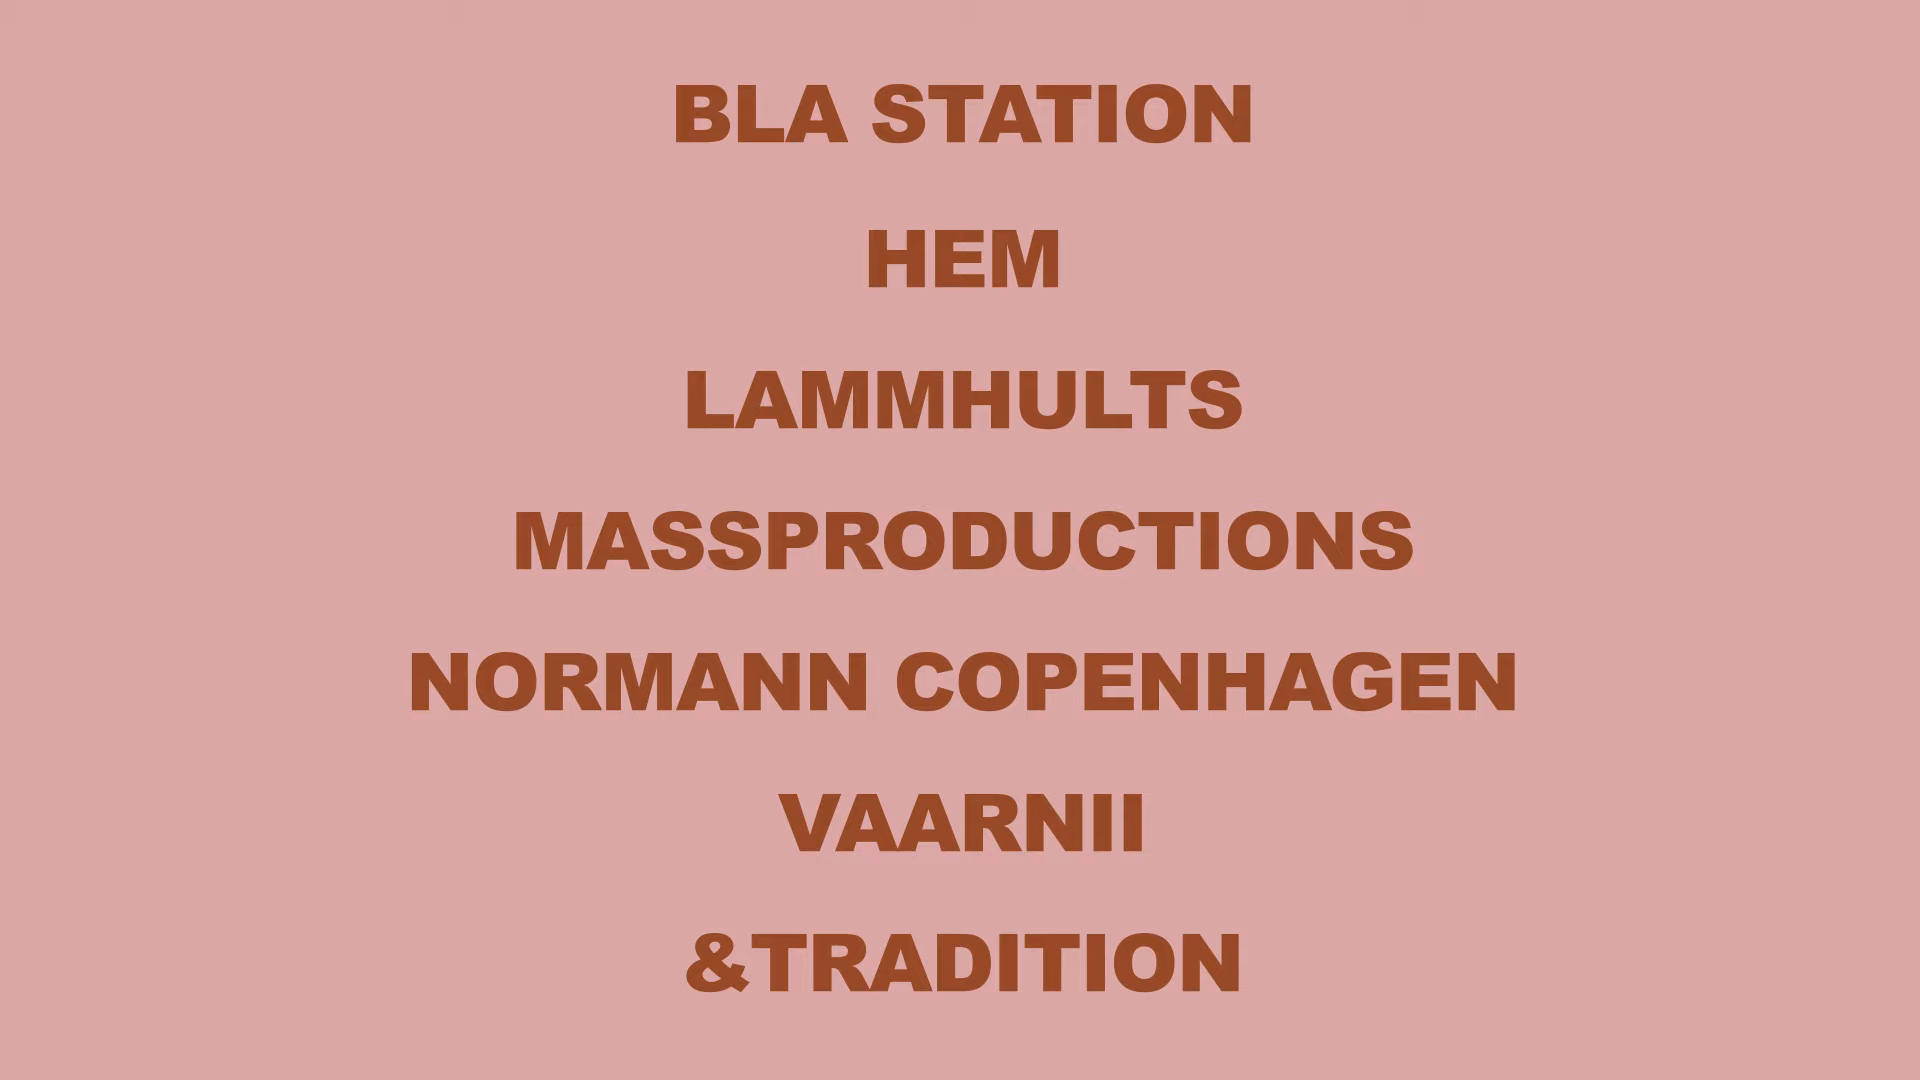 BLA STATION
HEM
LAMMHULTS
MASSPRODUCTIONS
NORMANN COPENHAGEN
VAARNII
&TRADITION